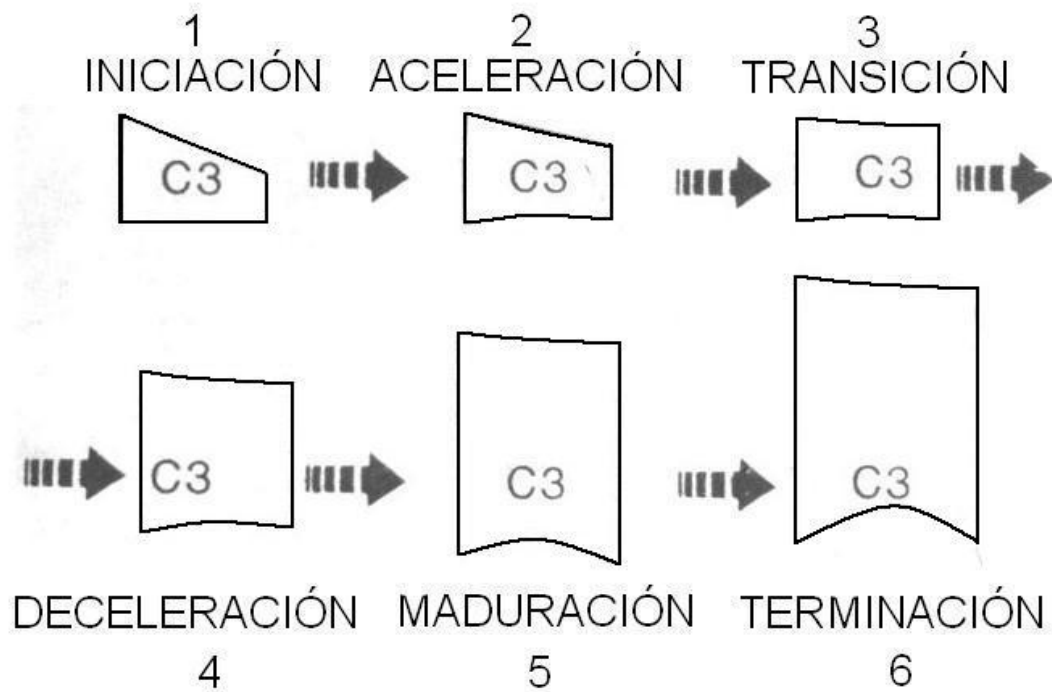 1 2 3
INICIACIÓN ACELERACIÓN TRANSICIÓN
C3 C3 C3
C3 C3 C3
DECELERACIÓN MADURACIÓN TERMINACIÓN
4 5 6